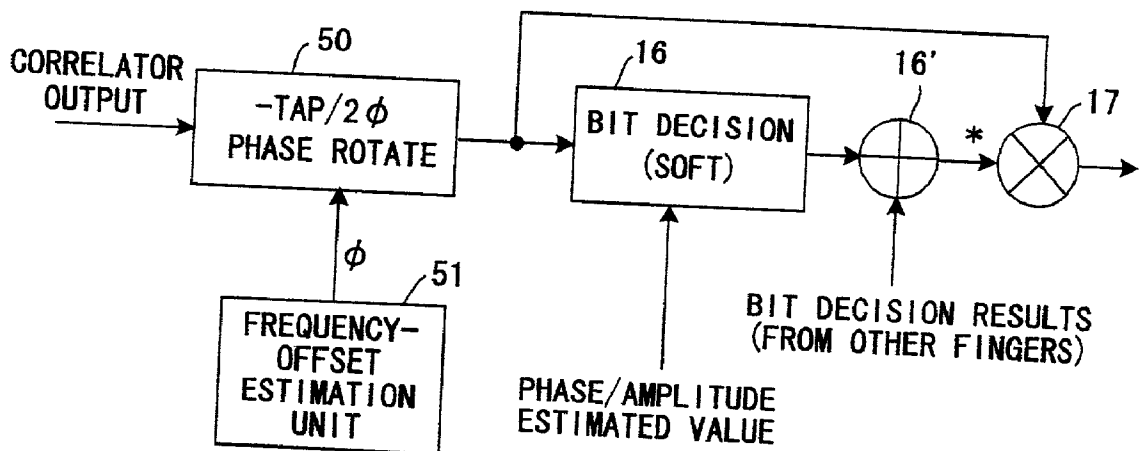 50
CORRELATOR
OUTPUT
-TAP/2φ
PHASE ROTATE
16
BIT DECISION
(SOFT)
16'
*
17
φ
51
FREQUENCY-
OFFSET
ESTIMATION
UNIT
PHASE/AMPLITUDE
ESTIMATED VALUE
BIT DECISION RESULTS
(FROM OTHER FINGERS)